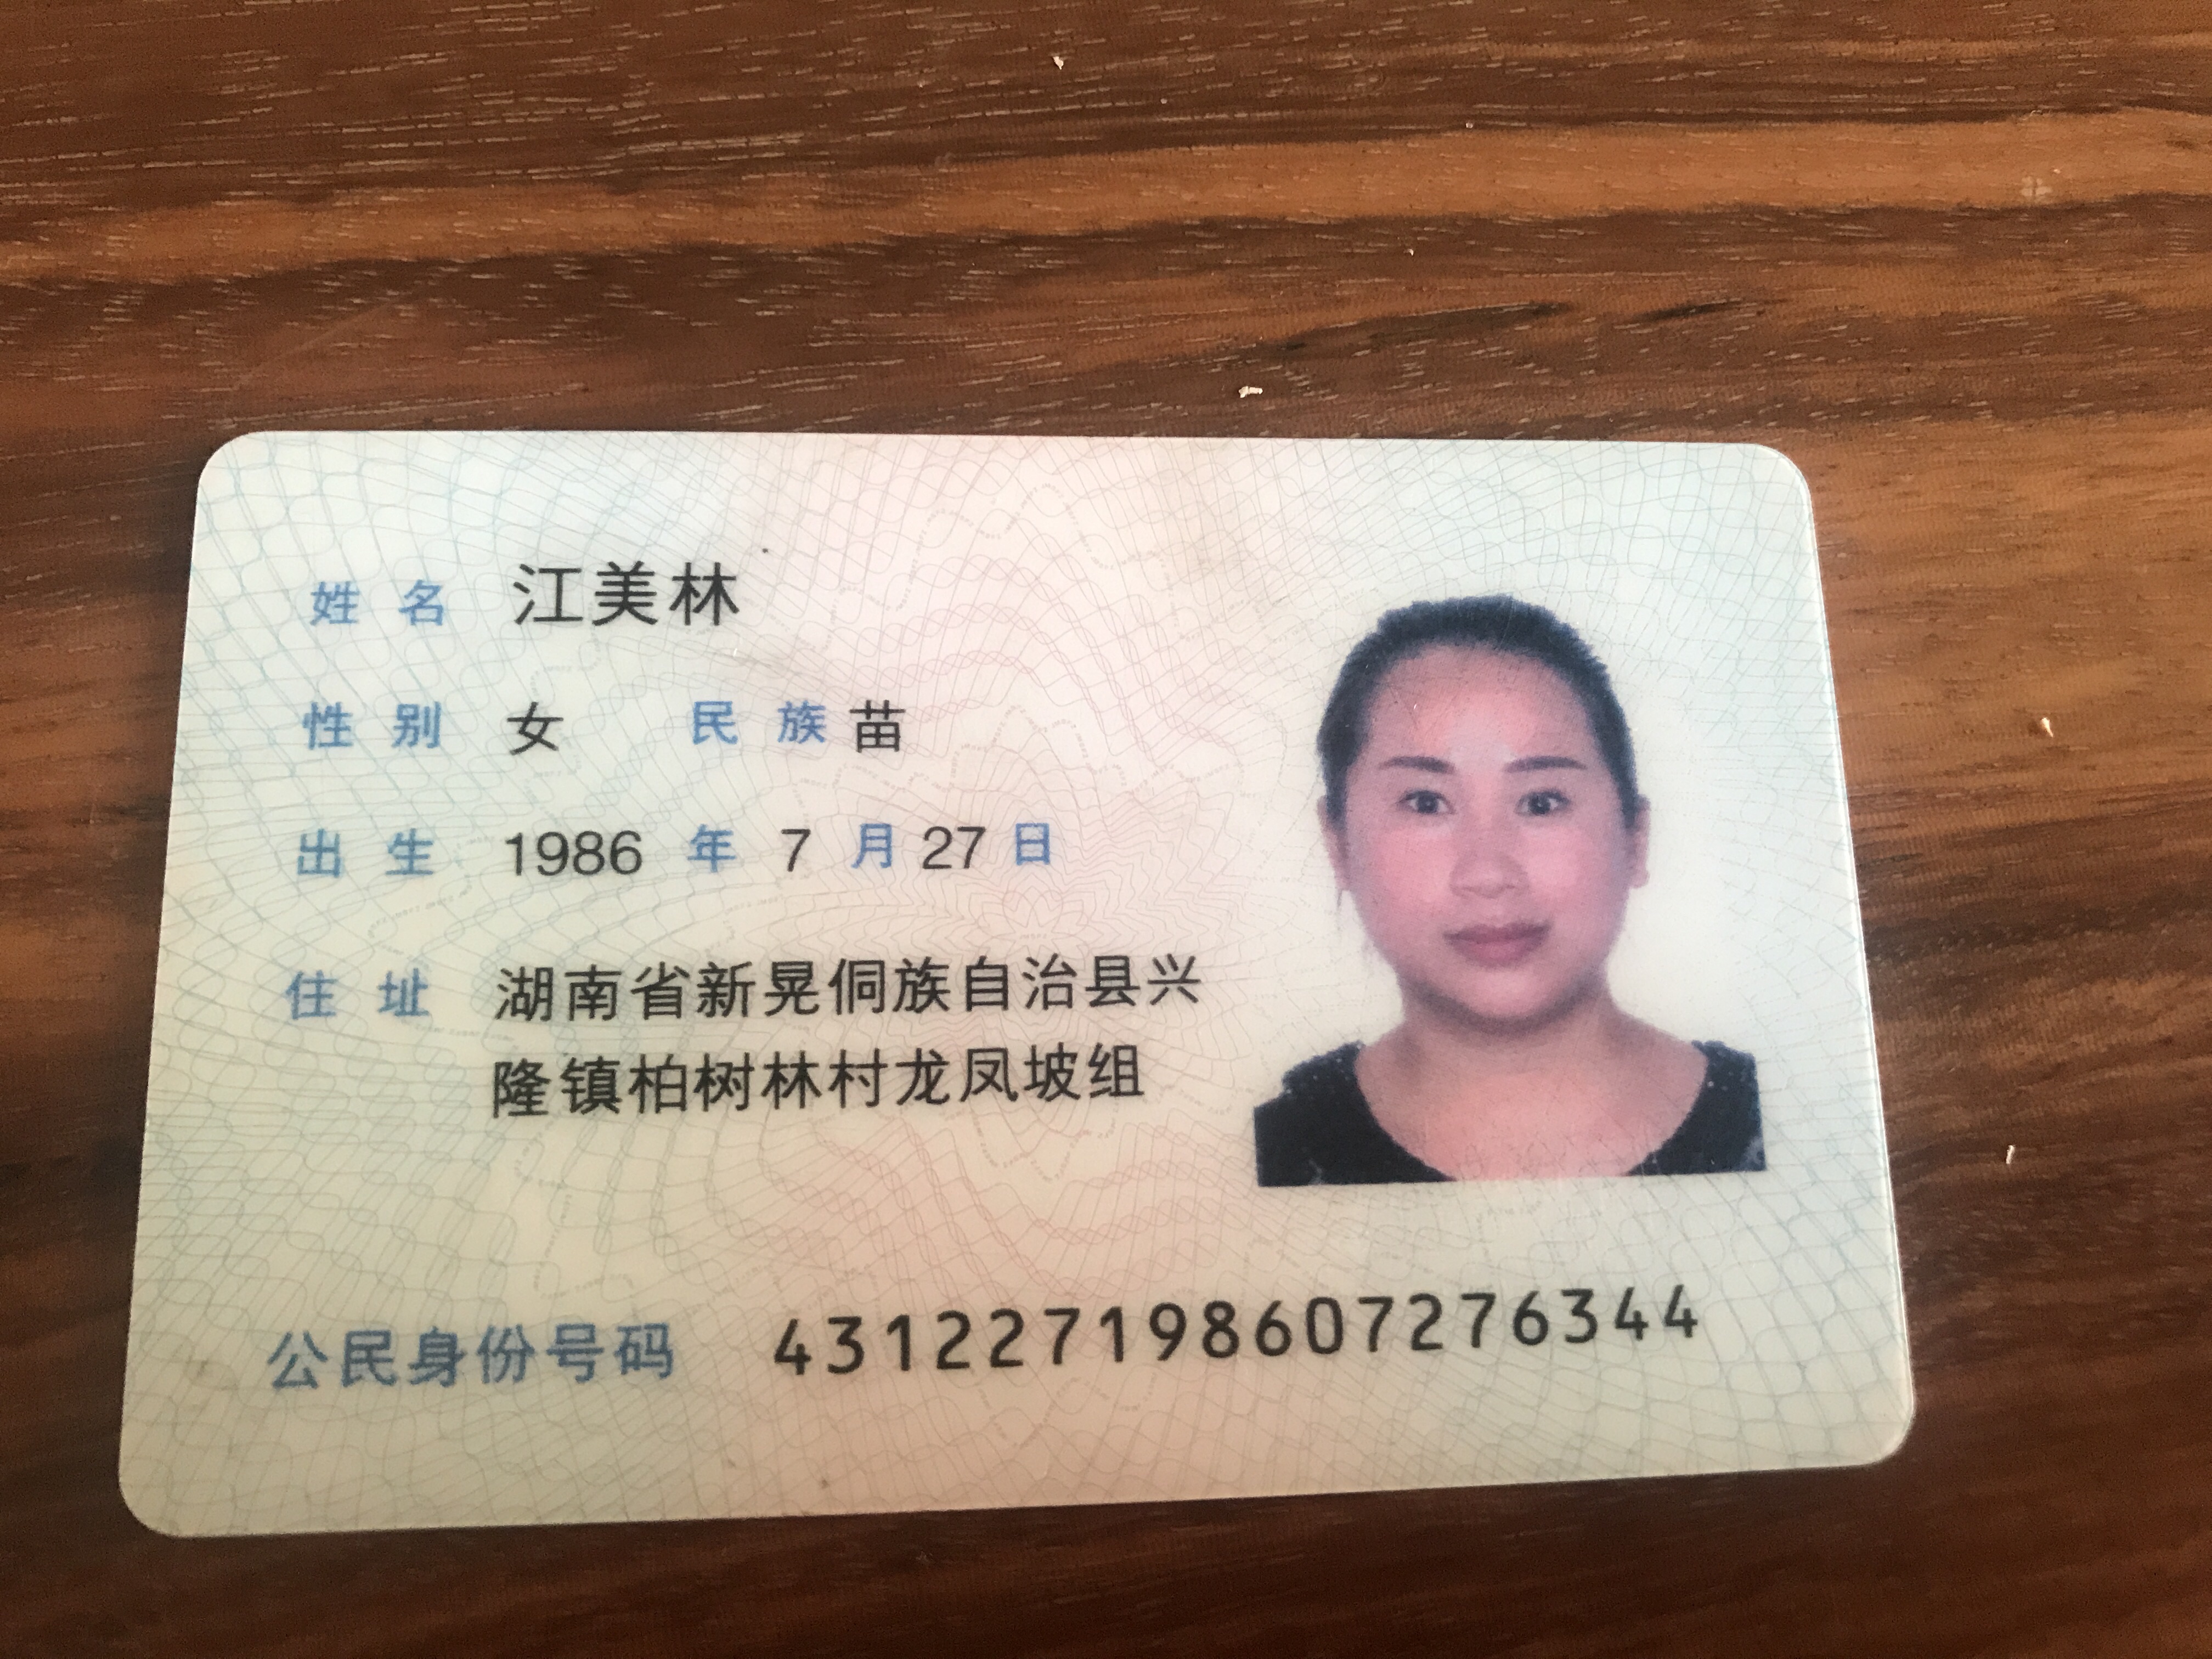 姓名 江美林
性别 女 民族 苗
出生 1986 年 7 月 27 日
住址 湖南省新晃侗族自治县兴
隆镇柏树林村龙凤坡组
公民身份号码 431227198607276344